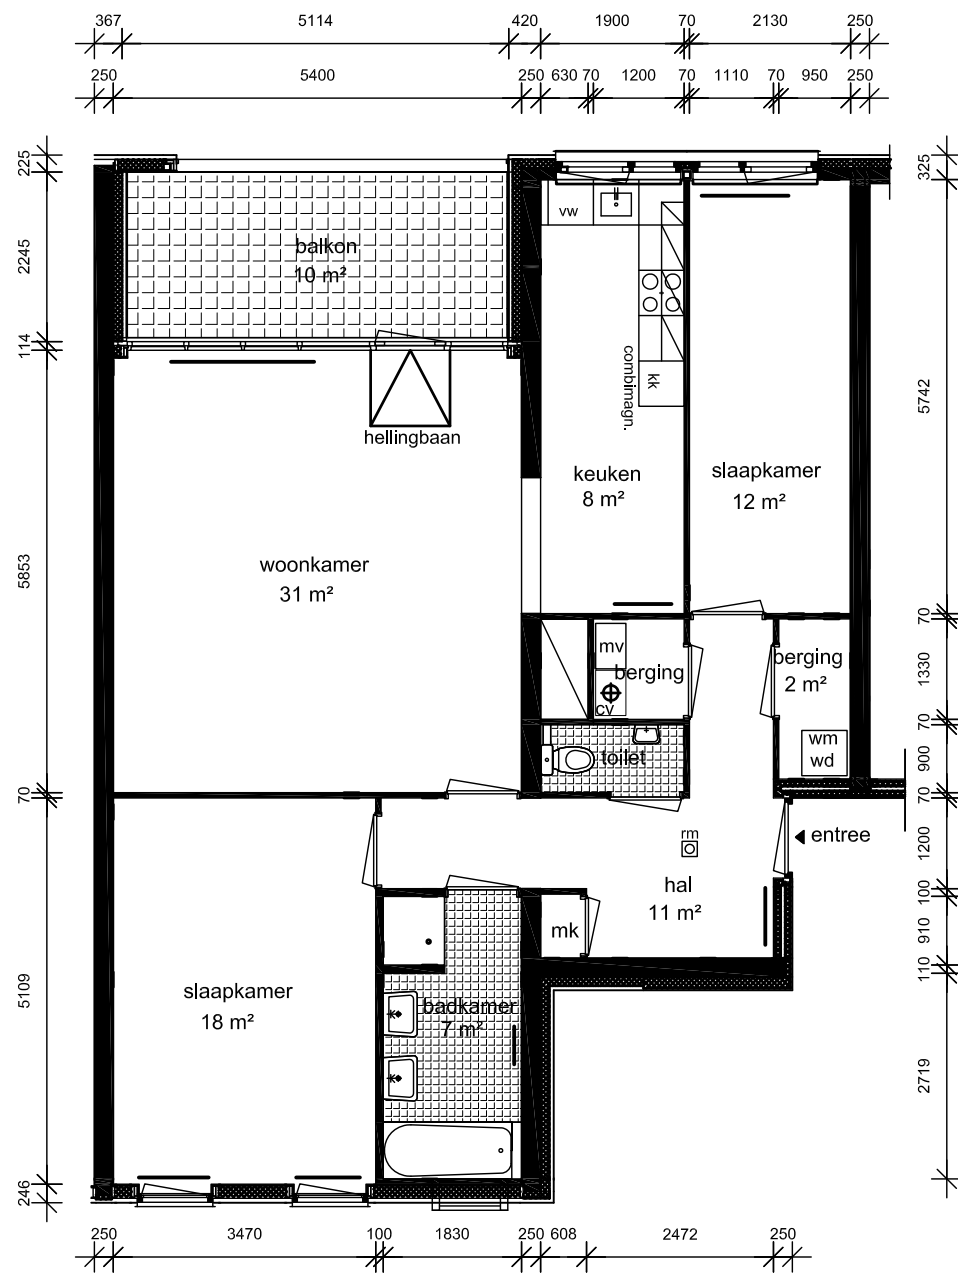 367 5114 420 1900 70 2130 250
250 5400 250 630 70 1200 70 1110 70 950 250
225
2245
114
5853
70
5109
246
325
5742
70
1330
70
900
70
1200
100
910
110
2719
balkon
10 m²
vw
combimagn.
kk
hellingbaan
keuken
8 m²
slaapkamer
12 m²
woonkamer
31 m²
mv
berging
cv
berging
2 m²
toilet
wm
wd
rm
entree
hal
11 m²
mk
slaapkamer
18 m²
badkamer
7 m²
250 3470 100 1830 250 608 2472 250